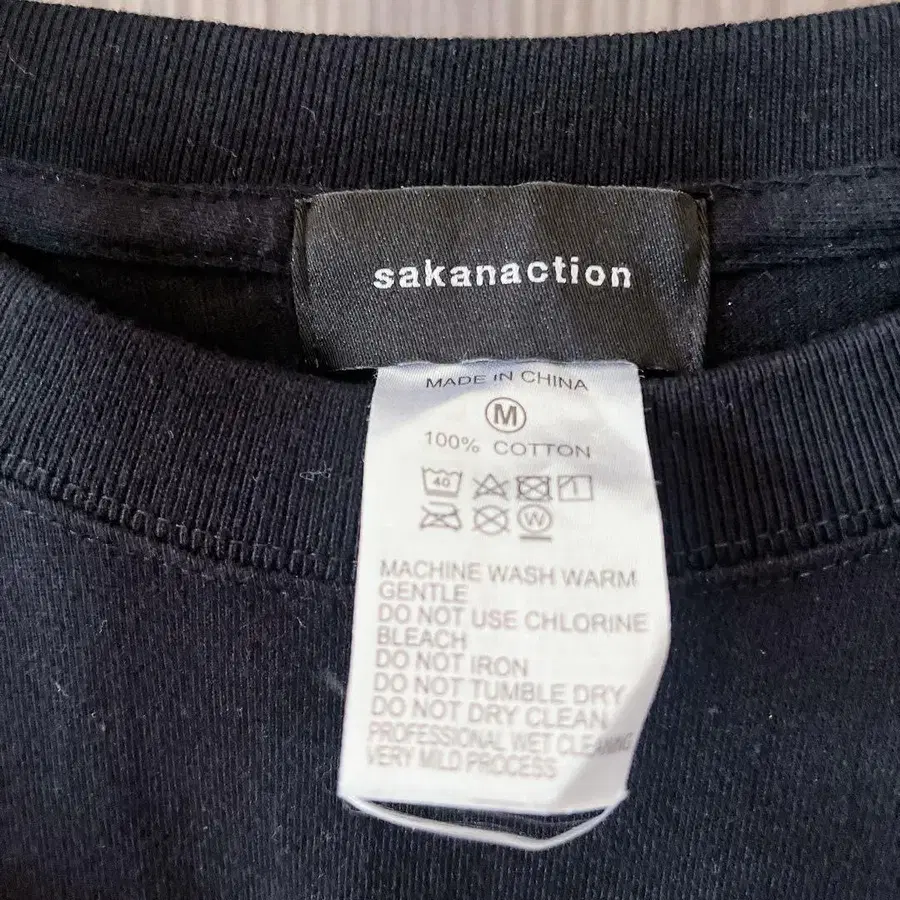 sakanaction
MADE IN CHINA
M
100% COTTON
40
W
MACHINE WASH WARM
GENTLE
DO NOT USE CHLORINE
BLEACH
DO NOT IRON
DO NOT TUMBLE DRY
DO NOT DRY CLEAN
PROFESSIONAL WET CLEANING
VERY MILD PROCESS